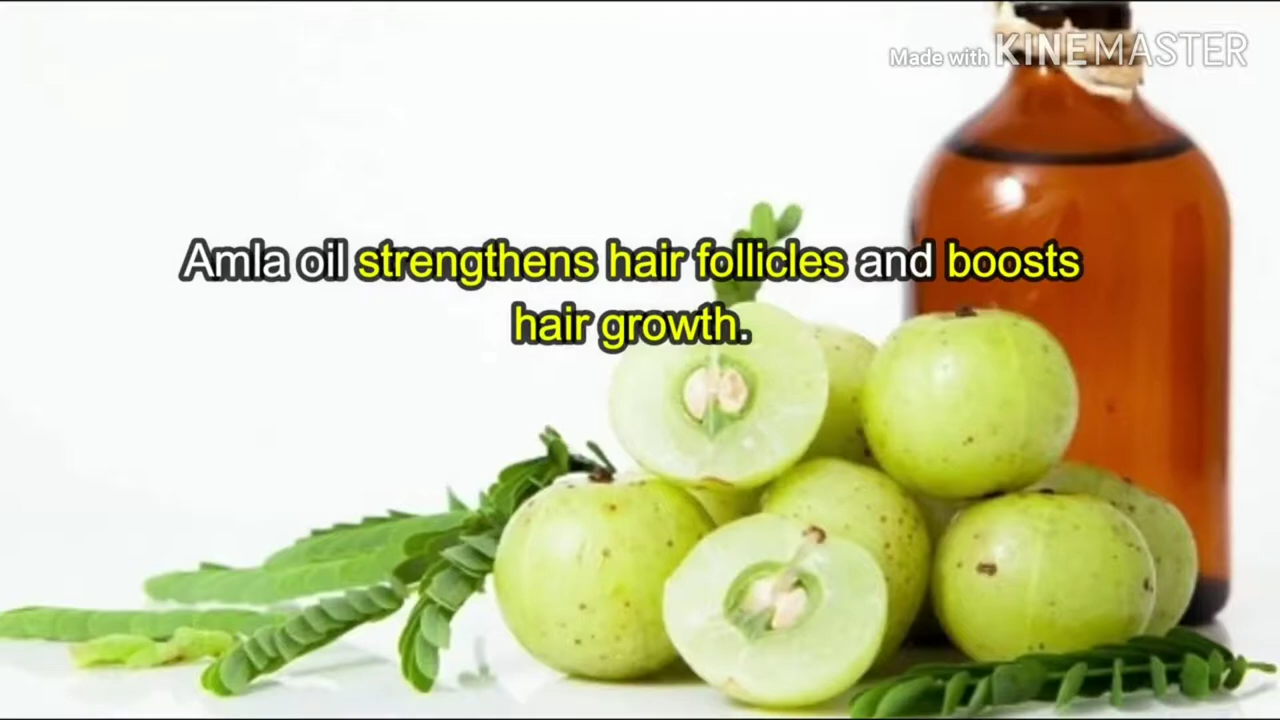 Made with KINEMASTER
Amla oil strengthens hair follicles and boosts
hair growth.